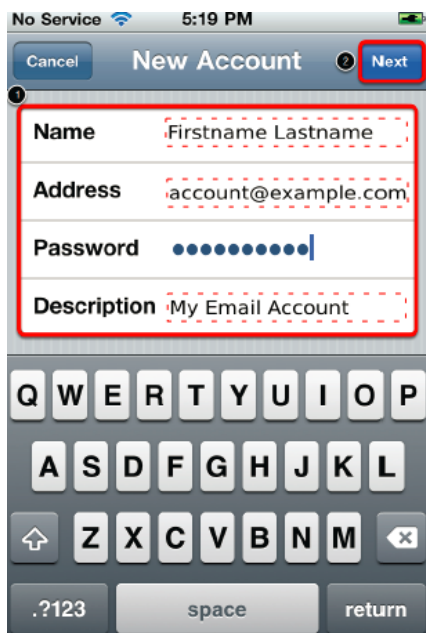 No Service 5:19 PM
Cancel New Account 2 Next
1
Name Firstname Lastname
Address account@example.com
Password ●●●●●●●●●●
Description My Email Account
Q W E R T Y U I O P
A S D F G H J K L
Z X C V B N M
.?123 space return